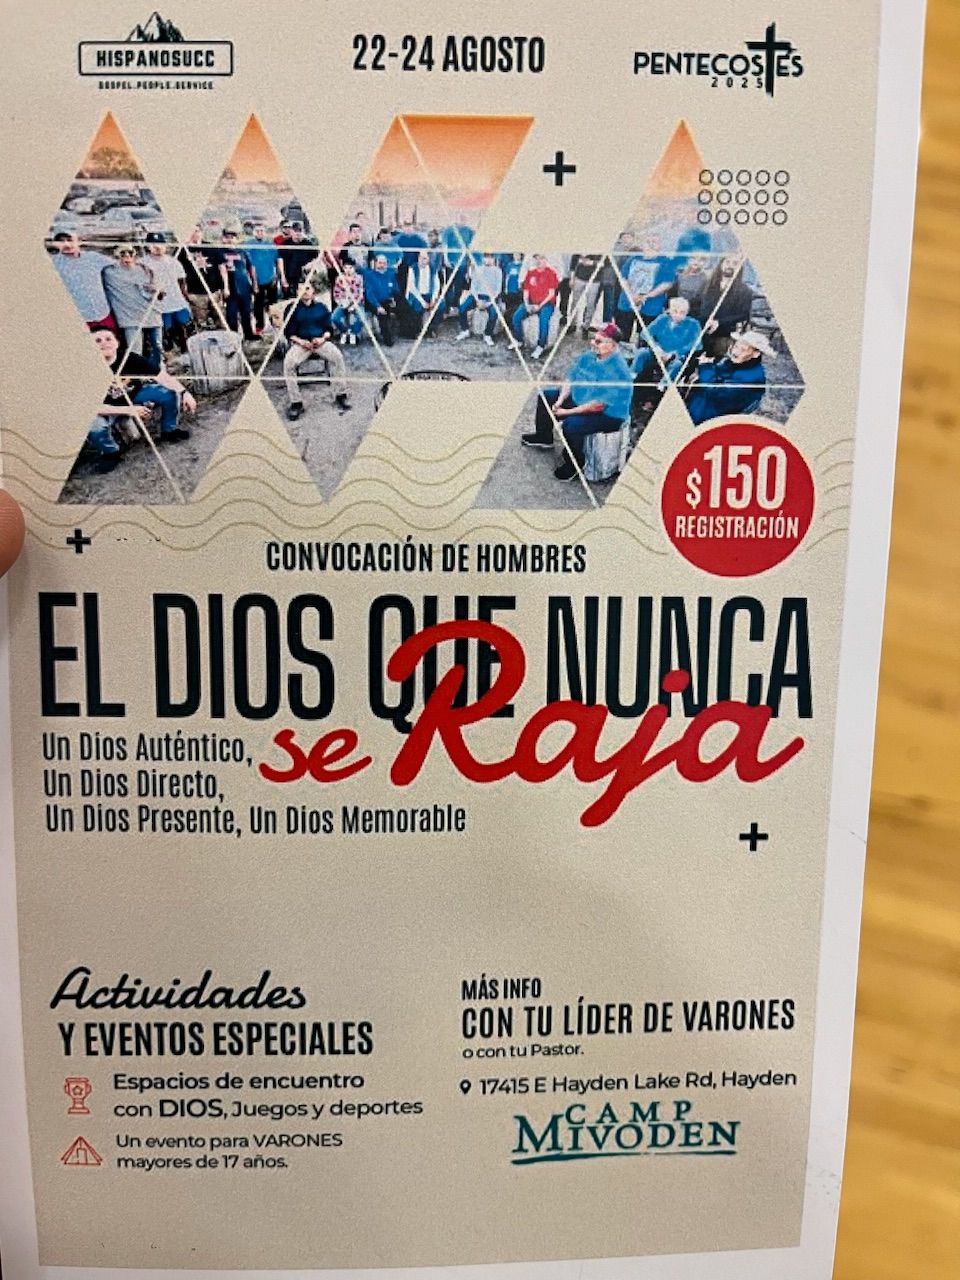 HISPANOSUCC
GOSPEL.PEOPLE.SERVICE
22-24 AGOSTO
PENTECOSTÉS
2025
$150
REGISTRACIÓN
CONVOCACIÓN DE HOMBRES
EL DIOS QUE NUNCA
se Raja
Un Dios Auténtico,
Un Dios Directo,
Un Dios Presente, Un Dios Memorable
Actividades
Y EVENTOS ESPECIALES
Espacios de encuentro
con DIOS, Juegos y deportes
Un evento para VARONES
mayores de 17 años.
MÁS INFO
CON TU LÍDER DE VARONES
o con tu Pastor.
17415 E Hayden Lake Rd, Hayden
CAMP
MIVODEN